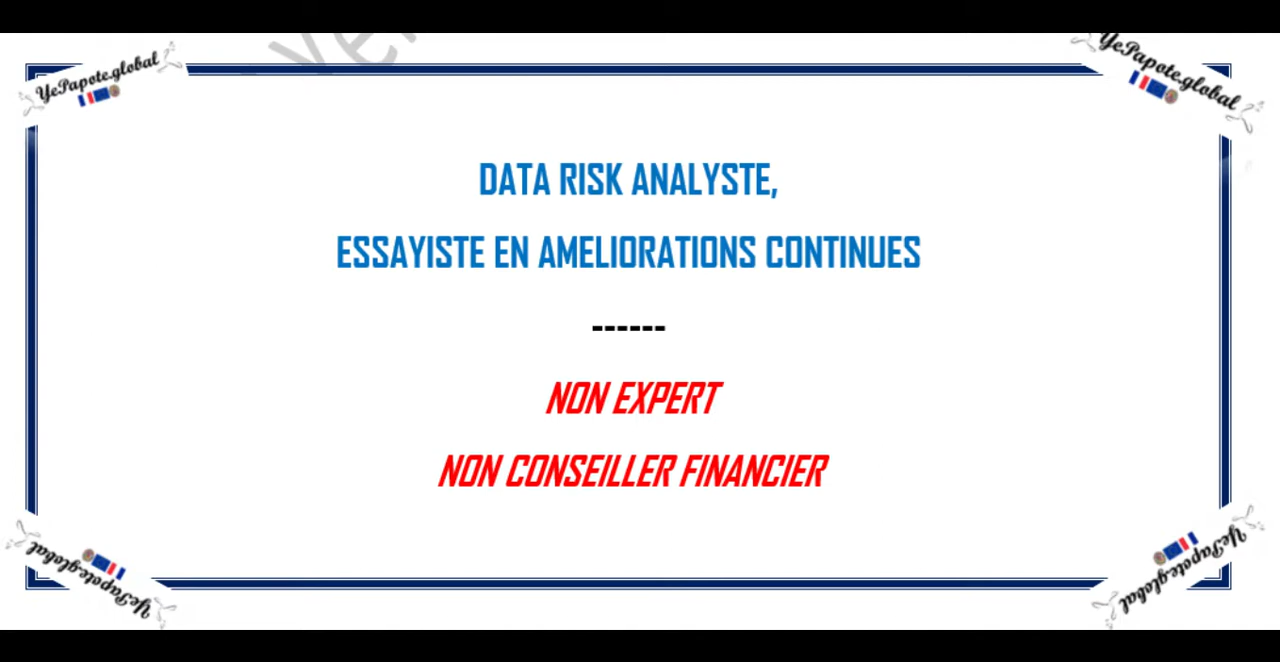 YePapote.global
YePapote.global
DATA RISK ANALYSTE,
ESSAYISTE EN AMELIORATIONS CONTINUES
------
NON EXPERT
NON CONSEILLER FINANCIER
YePapote.global
YePapote.global